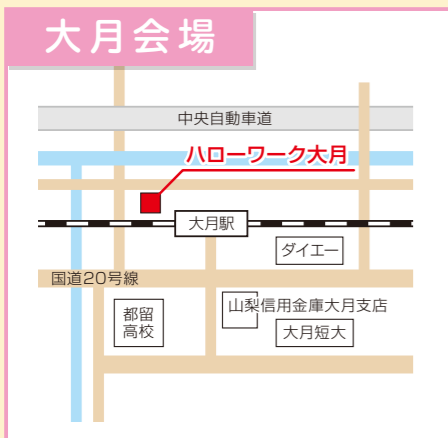 大月会場
中央自動車道
ハローワーク大月
大月駅
ダイエー
国道20号線
都留
高校
山梨信用金庫大月支店
大月短大